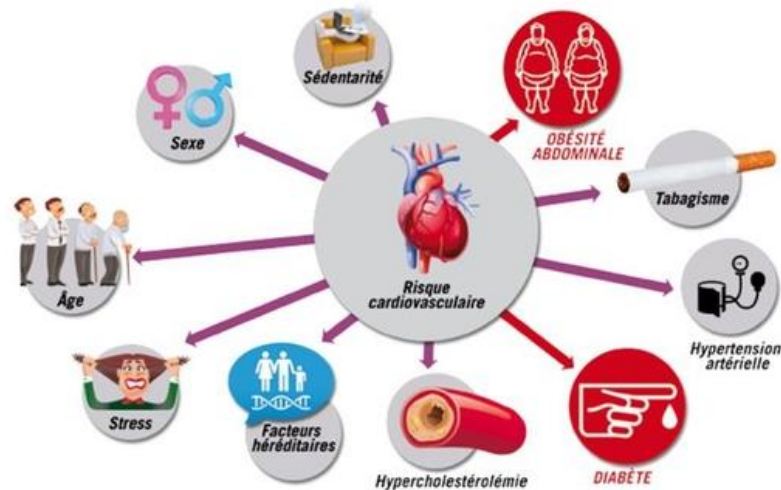 Sédentarité
OBÉSITÉ
ABDOMINALE
Sexe
Tabagisme
Âge
Risque
cardiovasculaire
Hypertension
artérielle
Stress
Facteurs
héréditaires
Hypercholestérolémie
DIABÈTE